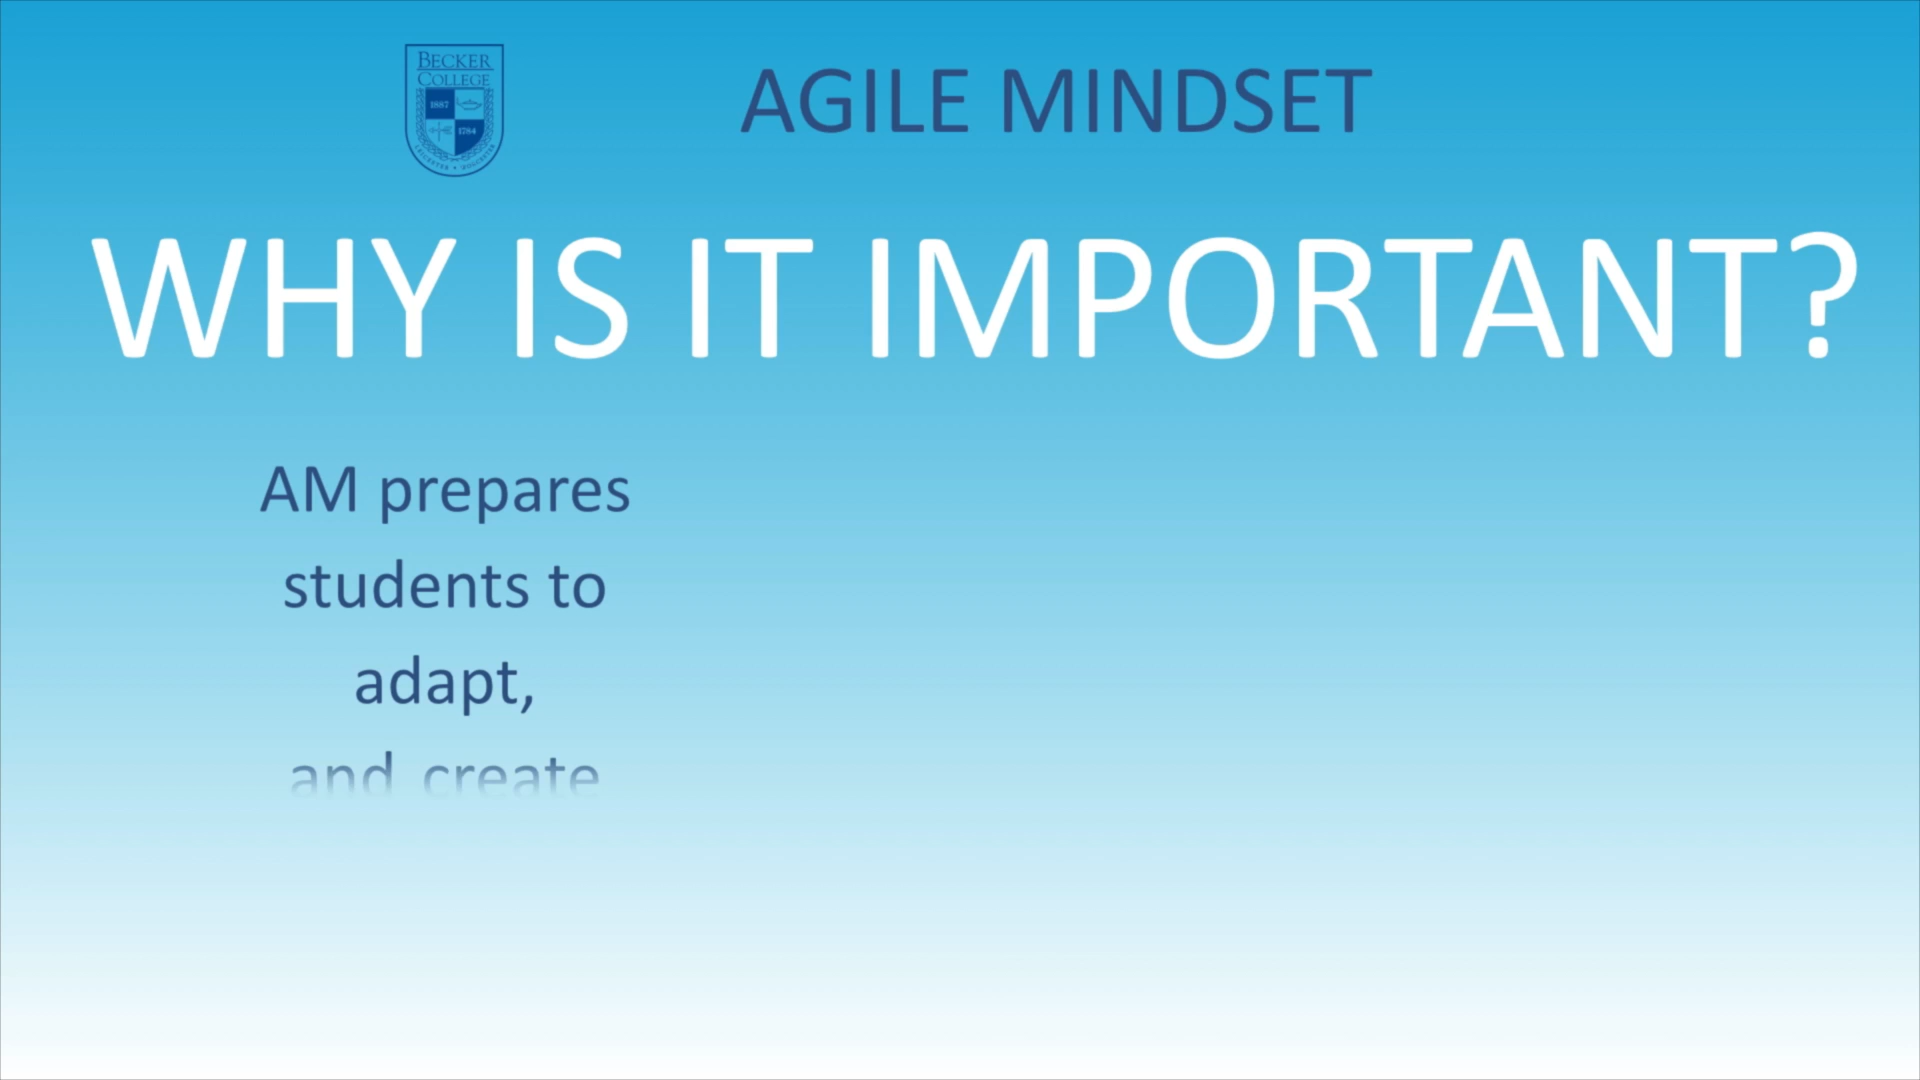 BECKER
COLLEGE
1887
1784
AGILE MINDSET
WHY IS IT IMPORTANT?
AM prepares
students to
adapt,
and create